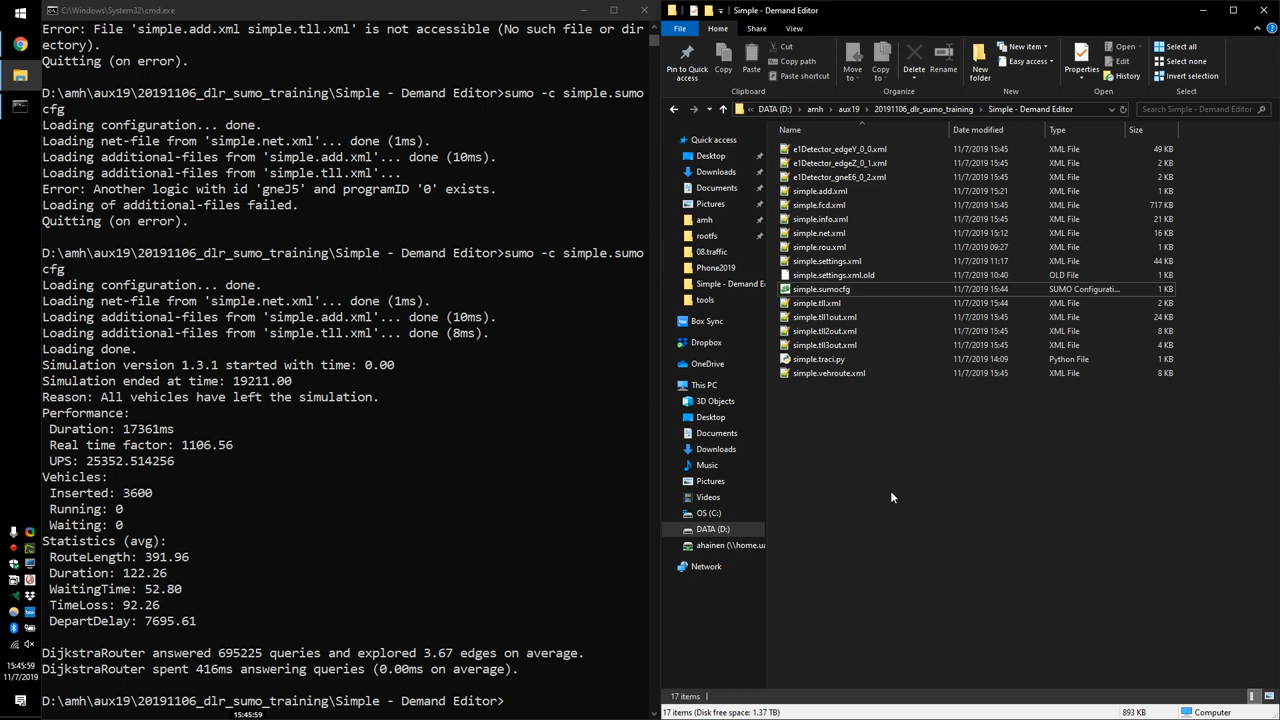 C:\Windows\System32\cmd.exe
Error: File 'simple.add.xml simple.tll.xml' is not accessible (No such file or dir
ectory).
Quitting (on error).
D:\amh\aux19\20191106_dlr_sumo_training\Simple - Demand Editor>sumo -c simple.sumo
cfg
Loading configuration... done.
Loading net-file from 'simple.net.xml'... done (1ms).
Loading additional-files from 'simple.add.xml'... done (10ms).
Loading additional-files from 'simple.tll.xml'...
Error: Another logic with id 'gneJ5' and programID '0' exists.
Loading of additional-files failed.
Quitting (on error).
D:\amh\aux19\20191106_dlr_sumo_training\Simple - Demand Editor>sumo -c simple.sumo
cfg
Loading configuration... done.
Loading net-file from 'simple.net.xml'... done (1ms).
Loading additional-files from 'simple.add.xml'... done (10ms).
Loading additional-files from 'simple.tll.xml'... done (8ms).
Loading done.
Simulation version 1.3.1 started with time: 0.00
Simulation ended at time: 19211.00
Reason: All vehicles have left the simulation.
Performance:
Duration: 17361ms
Real time factor: 1106.56
UPS: 25352.514256
Vehicles:
Inserted: 3600
Running: 0
Waiting: 0
Statistics (avg):
RouteLength: 391.96
Duration: 122.26
WaitingTime: 52.80
TimeLoss: 92.26
DepartDelay: 7695.61
DijkstraRouter answered 695225 queries and explored 3.67 edges on average.
DijkstraRouter spent 416ms answering queries (0.00ms on average).
D:\amh\aux19\20191106_dlr_sumo_training\Simple - Demand Editor>
15:45:59
11/7/2019
15:45:59
Simple - Demand Editor
File Home Share View
Pin to Quick access
Copy
Paste
Cut
Copy path
Paste shortcut
Clipboard
Move to
Copy to
Delete
Rename
Organize
New folder
New item
Easy access
New
Properties
Open
Edit
History
Open
Select all
Select none
Invert selection
Select
« DATA (D:) › amh › aux19 › 20191106_dlr_sumo_training › Simple - Demand Editor
Search Simple - Demand Editor
Quick access
Desktop
Downloads
Documents
Pictures
amh
rootfs
08.traffic
Phone2019
Simple - Demand E
tools
Box Sync
Dropbox
OneDrive
This PC
3D Objects
Desktop
Documents
Downloads
Music
Pictures
Videos
OS (C:)
DATA (D:)
ahainen (\\home.ua
Network
Name Date modified Type Size
e1Detector_edgeY_0_0.xml 11/7/2019 15:45 XML File 49 KB
e1Detector_edgeZ_0_1.xml 11/7/2019 15:45 XML File 2 KB
e1Detector_gneE6_0_2.xml 11/7/2019 15:45 XML File 2 KB
simple.add.xml 11/7/2019 15:21 XML File 1 KB
simple.fcd.xml 11/7/2019 15:45 XML File 717 KB
simple.info.xml 11/7/2019 15:45 XML File 21 KB
simple.net.xml 11/7/2019 15:12 XML File 16 KB
simple.rou.xml 11/7/2019 09:27 XML File 1 KB
simple.settings.xml 11/7/2019 11:17 XML File 44 KB
simple.settings.xml.old 11/7/2019 10:40 OLD File 1 KB
simple.sumocfg 11/7/2019 15:44 SUMO Configurati... 1 KB
simple.tll.xml 11/7/2019 15:44 XML File 2 KB
simple.tll1out.xml 11/7/2019 15:45 XML File 24 KB
simple.tll2out.xml 11/7/2019 15:45 XML File 8 KB
simple.tll3out.xml 11/7/2019 15:45 XML File 4 KB
simple.traci.py 11/7/2019 14:09 Python File 1 KB
simple.vehroute.xml 11/7/2019 15:45 XML File 8 KB
17 items
17 items (Disk free space: 1.37 TB)
893 KB
Computer